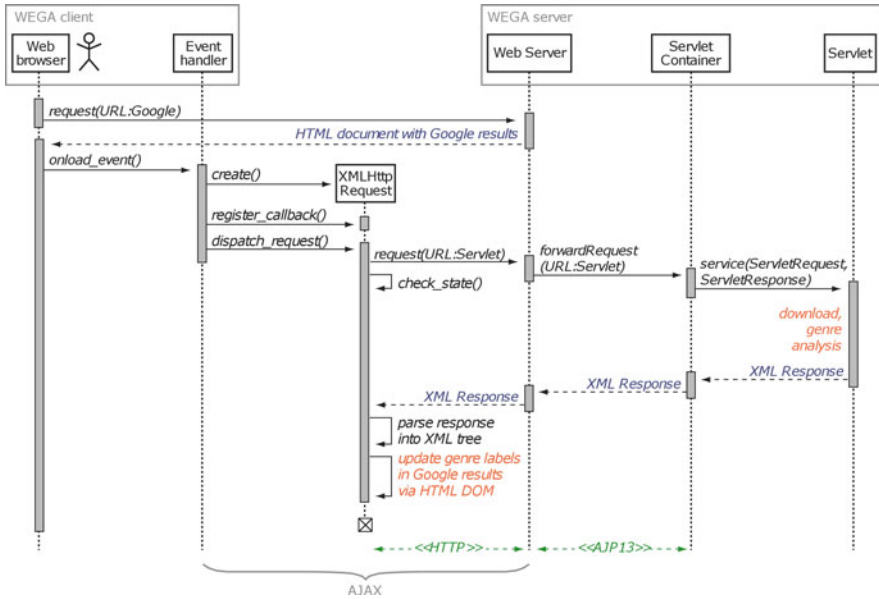 WEGA client
WEGA server
Web
browser
Event
handler
Web Server
Servlet
Container
Servlet
request(URL:Google)
HTML document with Google results
onload_event()
create()
XMLHttp
Request
register_callback()
dispatch_request()
request(URL:Servlet)
forwardRequest
(URL:Servlet)
service(ServletRequest,
ServletResponse)
check_state()
download,
genre
analysis
XML Response
XML Response
XML Response
parse response
into XML tree
update genre labels
in Google results
via HTML DOM
<<HTTP>>
<<AJP13>>
AJAX